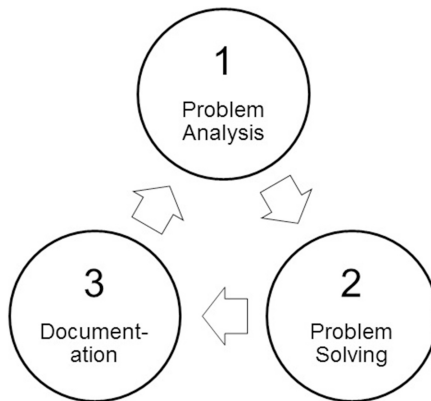 1
Problem
Analysis
2
Problem
Solving
3
Document-
ation